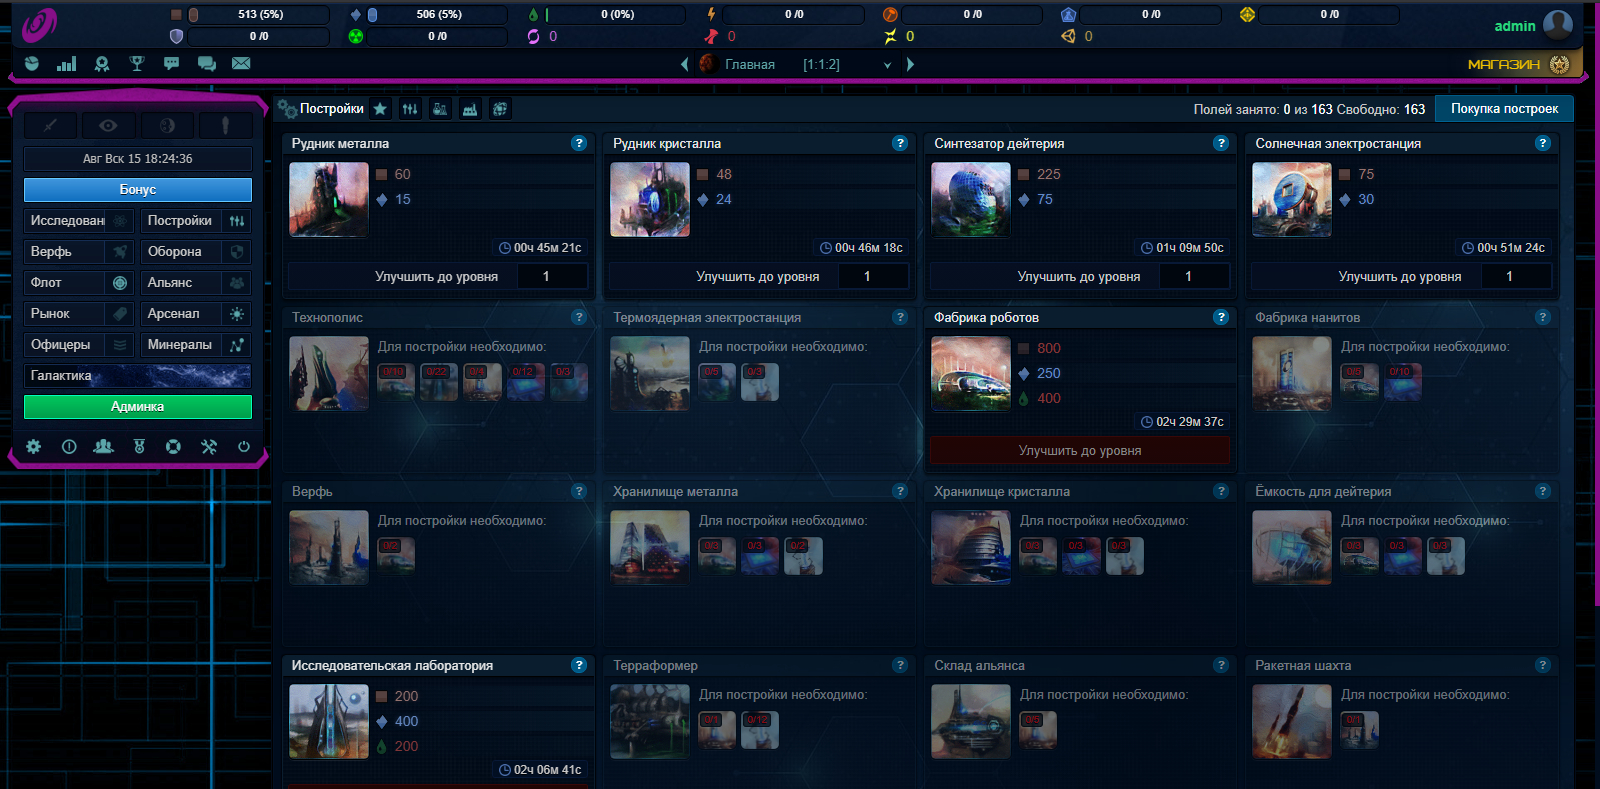 513 (5%) 506 (5%) 0 (0%) 0 /0 0 /0 0 /0 0 /0
0 /0 0 /0 0 0 0 0
admin
Главная [1:1:2] МАГАЗИН
Постройки Полей занято: 0 из 163 Свободно: 163 Покупка построек
Авг Вск 15 18:24:36
Бонус
Исследован Постройки
Верфь Оборона
Флот Альянс
Рынок Арсенал
Офицеры Минералы
Галактика
Админка
Рудник металла ?
60
15
00ч 45м 21с
Улучшить до уровня 1
Рудник кристалла ?
48
24
00ч 46м 18с
Улучшить до уровня 1
Синтезатор дейтерия ?
225
75
01ч 09м 50с
Улучшить до уровня 1
Солнечная электростанция ?
75
30
00ч 51м 24с
Улучшить до уровня 1
Технополис ?
Для постройки необходимо:
0/10 0/22 0/4 0/12 0/3
Термоядерная электростанция ?
Для постройки необходимо:
0/5 0/3
Фабрика роботов ?
800
250
400
02ч 29м 37с
Улучшить до уровня
Фабрика нанитов ?
Для постройки необходимо:
0/5 0/10
Верфь ?
Для постройки необходимо:
0/2
Хранилище металла ?
Для постройки необходимо:
0/3 0/3 0/2
Хранилище кристалла ?
Для постройки необходимо:
0/3 0/3 0/3
Ёмкость для дейтерия ?
Для постройки необходимо:
0/3 0/3 0/3
Исследовательская лаборатория ?
200
400
200
02ч 06м 41с
Терраформер ?
Для постройки необходимо:
0/1 0/12
Склад альянса ?
Для постройки необходимо:
0/5
Ракетная шахта ?
Для постройки необходимо:
0/1